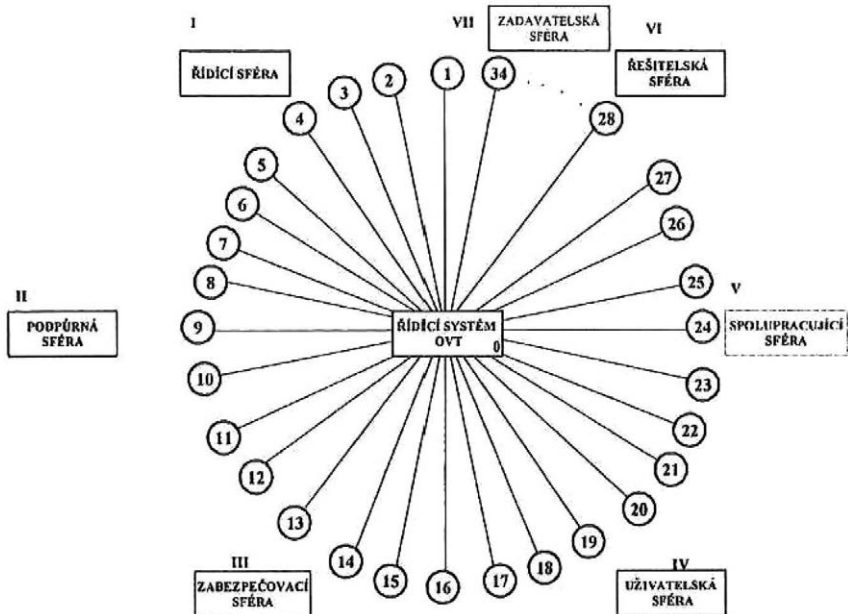 I
VII
ZADAVATELSKÁ
SFÉRA
VI
ŘÍDÍCÍ SFÉRA
ŘEŠITELSKÁ
SFÉRA
1
34
2
3
4
28
5
27
6
26
7
8
25
II
V
PODPŮRNÁ
SFÉRA
9
ŘÍDÍCÍ SYSTÉM
OVT
0
24
SPOLUPRACUJÍCÍ
SFÉRA
10
23
11
22
12
21
13
20
14
19
15
16
17
18
III
ZABEZPEČOVACÍ
SFÉRA
IV
UŽIVATELSKÁ
SFÉRA